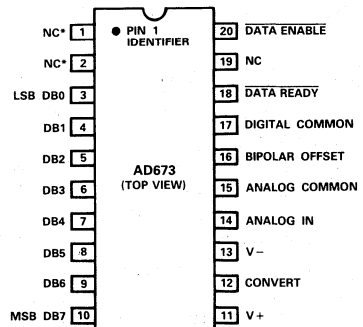 NC* 1 ● PIN 1 IDENTIFIER 20 DATA ENABLE
NC* 2 19 NC
LSB DB0 3 18 DATA READY
DB1 4 17 DIGITAL COMMON
DB2 5 16 BIPOLAR OFFSET
AD673
(TOP VIEW)
DB3 6 15 ANALOG COMMON
DB4 7 14 ANALOG IN
DB5 8 13 V−
DB6 9 12 CONVERT
MSB DB7 10 11 V+